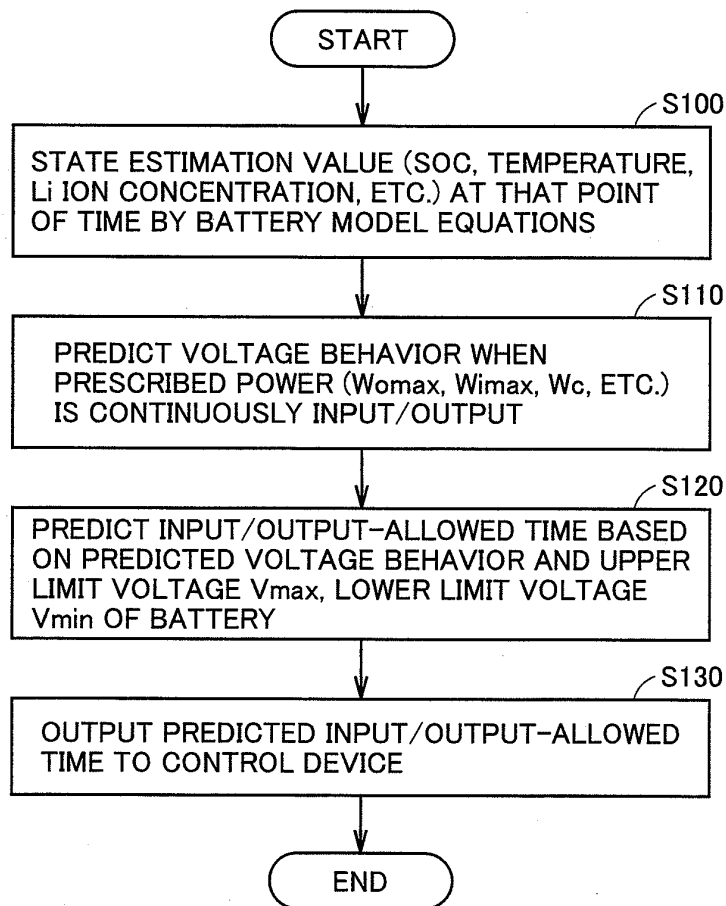 START
S100
STATE ESTIMATION VALUE (SOC, TEMPERATURE,
Li ION CONCENTRATION, ETC.) AT THAT POINT
OF TIME BY BATTERY MODEL EQUATIONS
S110
PREDICT VOLTAGE BEHAVIOR WHEN
PRESCRIBED POWER (Womax, Wimax, Wc, ETC.)
IS CONTINUOUSLY INPUT/OUTPUT
S120
PREDICT INPUT/OUTPUT-ALLOWED TIME BASED
ON PREDICTED VOLTAGE BEHAVIOR AND UPPER
LIMIT VOLTAGE Vmax, LOWER LIMIT VOLTAGE
Vmin OF BATTERY
S130
OUTPUT PREDICTED INPUT/OUTPUT-ALLOWED
TIME TO CONTROL DEVICE
END